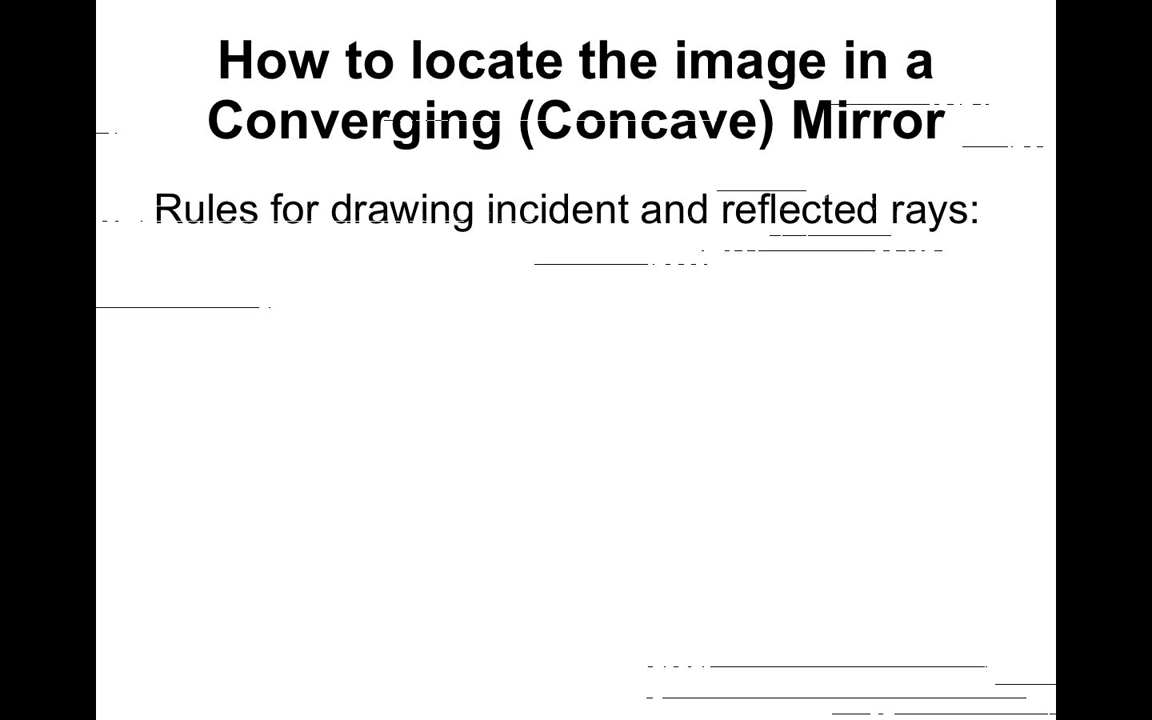 How to locate the image in a
Converging (Concave) Mirror
Rules for drawing incident and reflected rays: